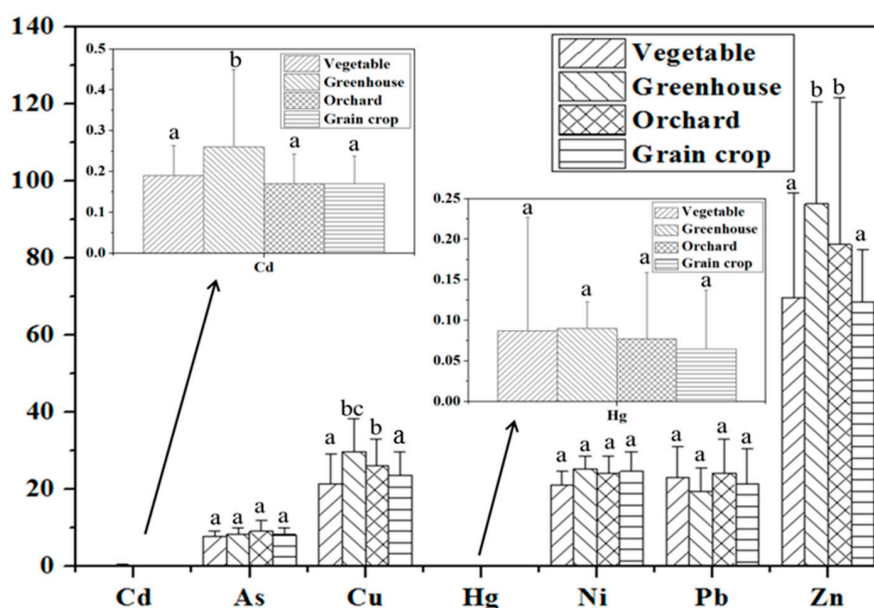 140
120
100
80
60
40
20
0
Vegetable
Greenhouse
Orchard
Grain crop
0.5
0.4
0.3
0.2
0.1
0.0
Vegetable
Greenhouse
Orchard
Grain crop
a b a a
Cd
0.25
0.20
0.15
0.10
0.05
0.00
Vegetable
Greenhouse
Orchard
Grain crop
a a a a
Hg
a a a a
a bc b a
a a a a
a a a a
a b b a
Cd As Cu Hg Ni Pb Zn